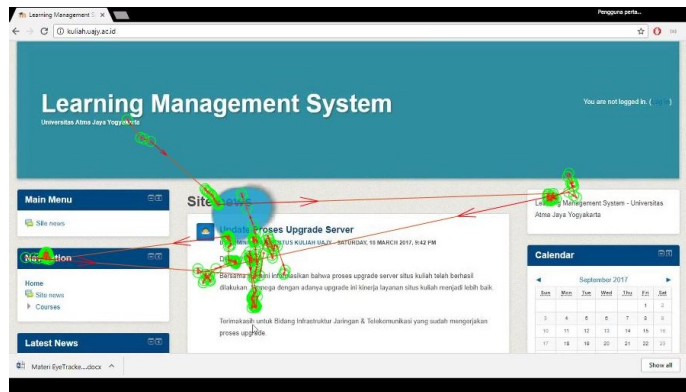 Learning Management S
Pengguna perta...
kuliah.uajy.ac.id
Learning Management System
Universitas Atma Jaya Yogyakarta
You are not logged in. (
Main Menu
Site news
Navigation
Home
Site news
Courses
Latest News
Site news
Update Proses Upgrade Server
SITUS KULIAH UAJY - SATURDAY, 18 MARCH 2017, 9:42 PM
Bersama ini kami informasikan bahwa proses upgrade server situs kuliah telah berhasil
dilakukan. Semoga dengan adanya upgrade ini kinerja layanan situs kuliah menjadi lebih baik.
Terimakasih untuk Bidang Infrastruktur Jaringan & Telekomunikasi yang sudah mengerjakan
proses upgrade.
Learning Management System - Universitas
Atma Jaya Yogyakarta
Calendar
September 2017
Sun Mon Tue Wed Thu Fri Sat
1 2
3 4 5 6 7 8 9
10 11 12 13 14 15 16
17 18 19 20 21 22 23
Materi EyeTracke....docx
Show all